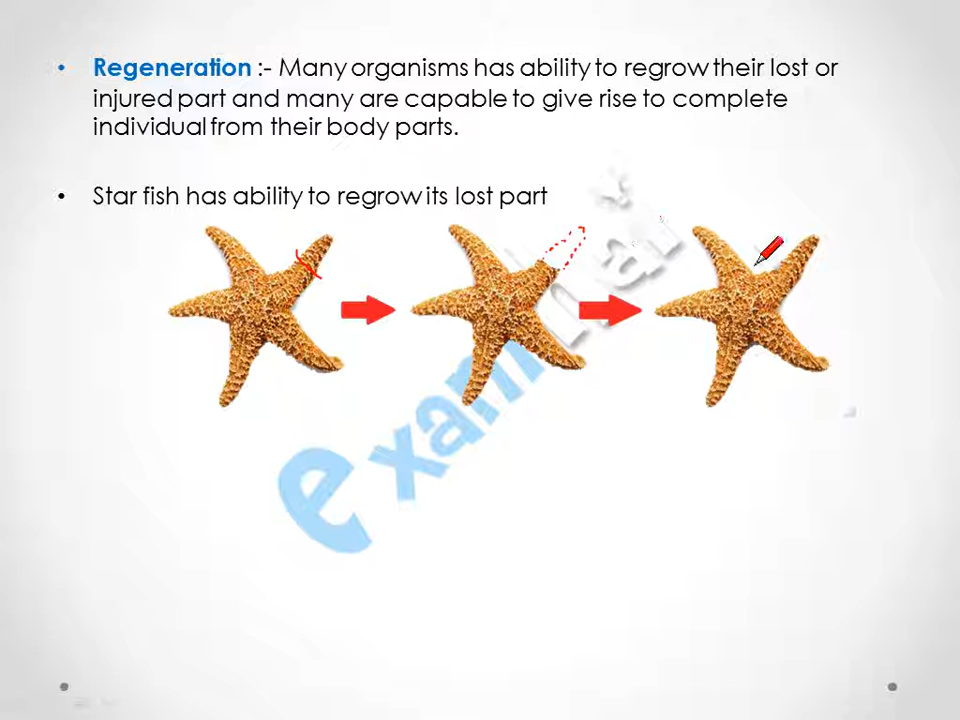 • Regeneration :- Many organisms has ability to regrow their lost or
injured part and many are capable to give rise to complete
individual from their body parts.
• Star fish has ability to regrow its lost part